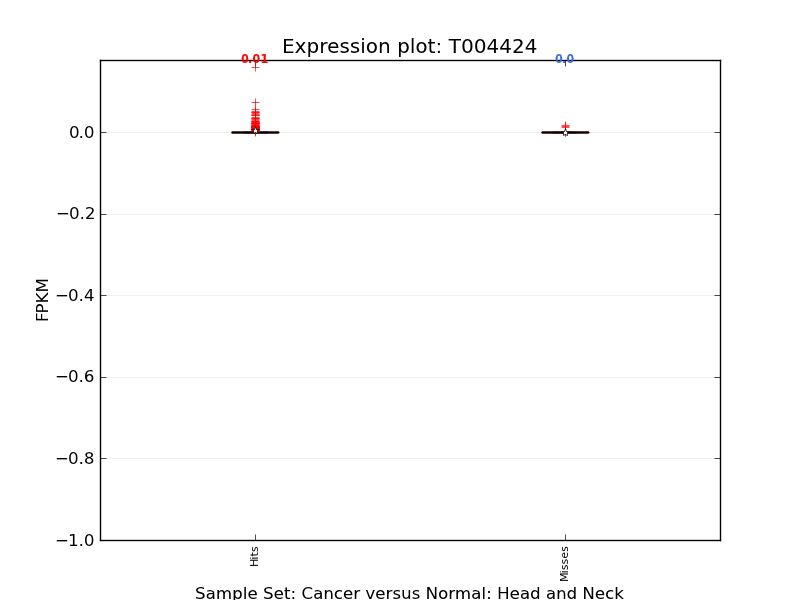 Expression plot: T004424
0.01
0.0
0.0
−0.2
−0.4
−0.6
−0.8
−1.0
FPKM
Hits
Misses
Sample Set: Cancer versus Normal: Head and Neck